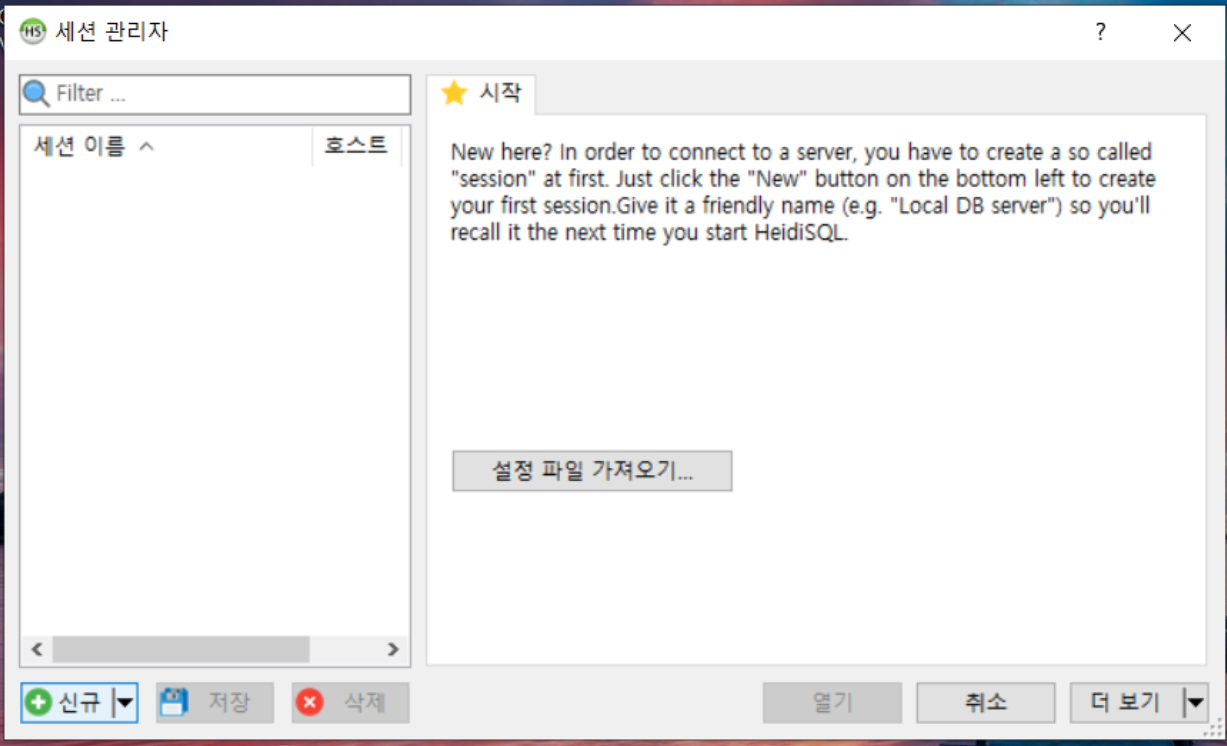 HS 세션 관리자 ?
Filter ...
세션 이름 호스트
시작
New here? In order to connect to a server, you have to create a so called
"session" at first. Just click the "New" button on the bottom left to create
your first session.Give it a friendly name (e.g. "Local DB server") so you'll
recall it the next time you start HeidiSQL.
설정 파일 가져오기...
신규 저장 삭제 열기 취소 더 보기